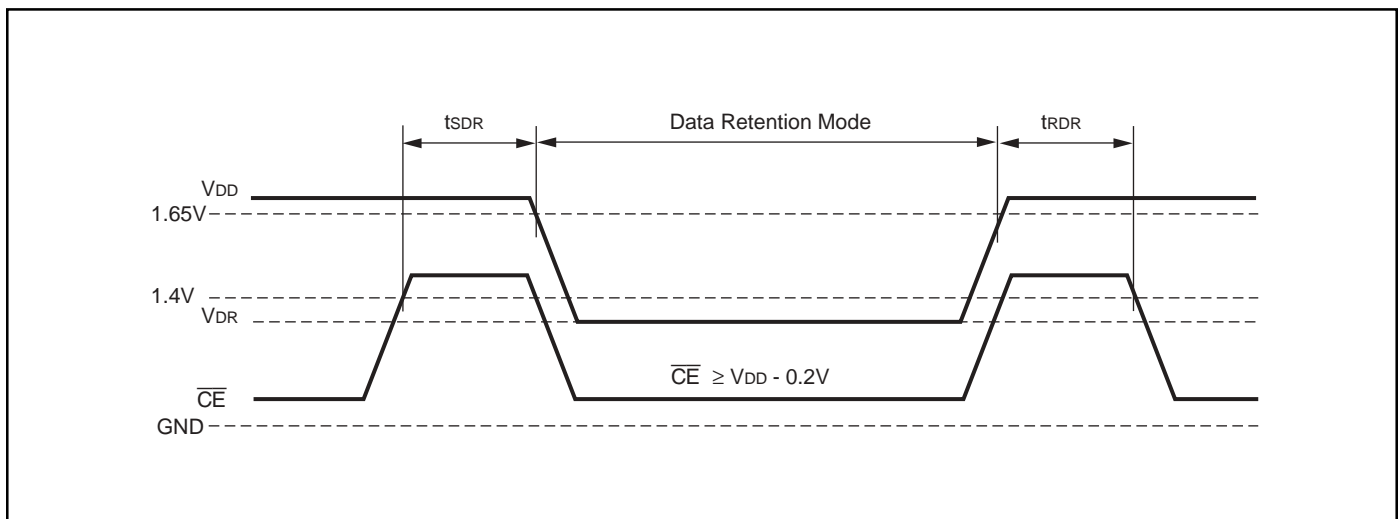 tSDR Data Retention Mode tRDR
VDD
1.65V
1.4V
VDR
CE ≥ VDD - 0.2V
CE
GND